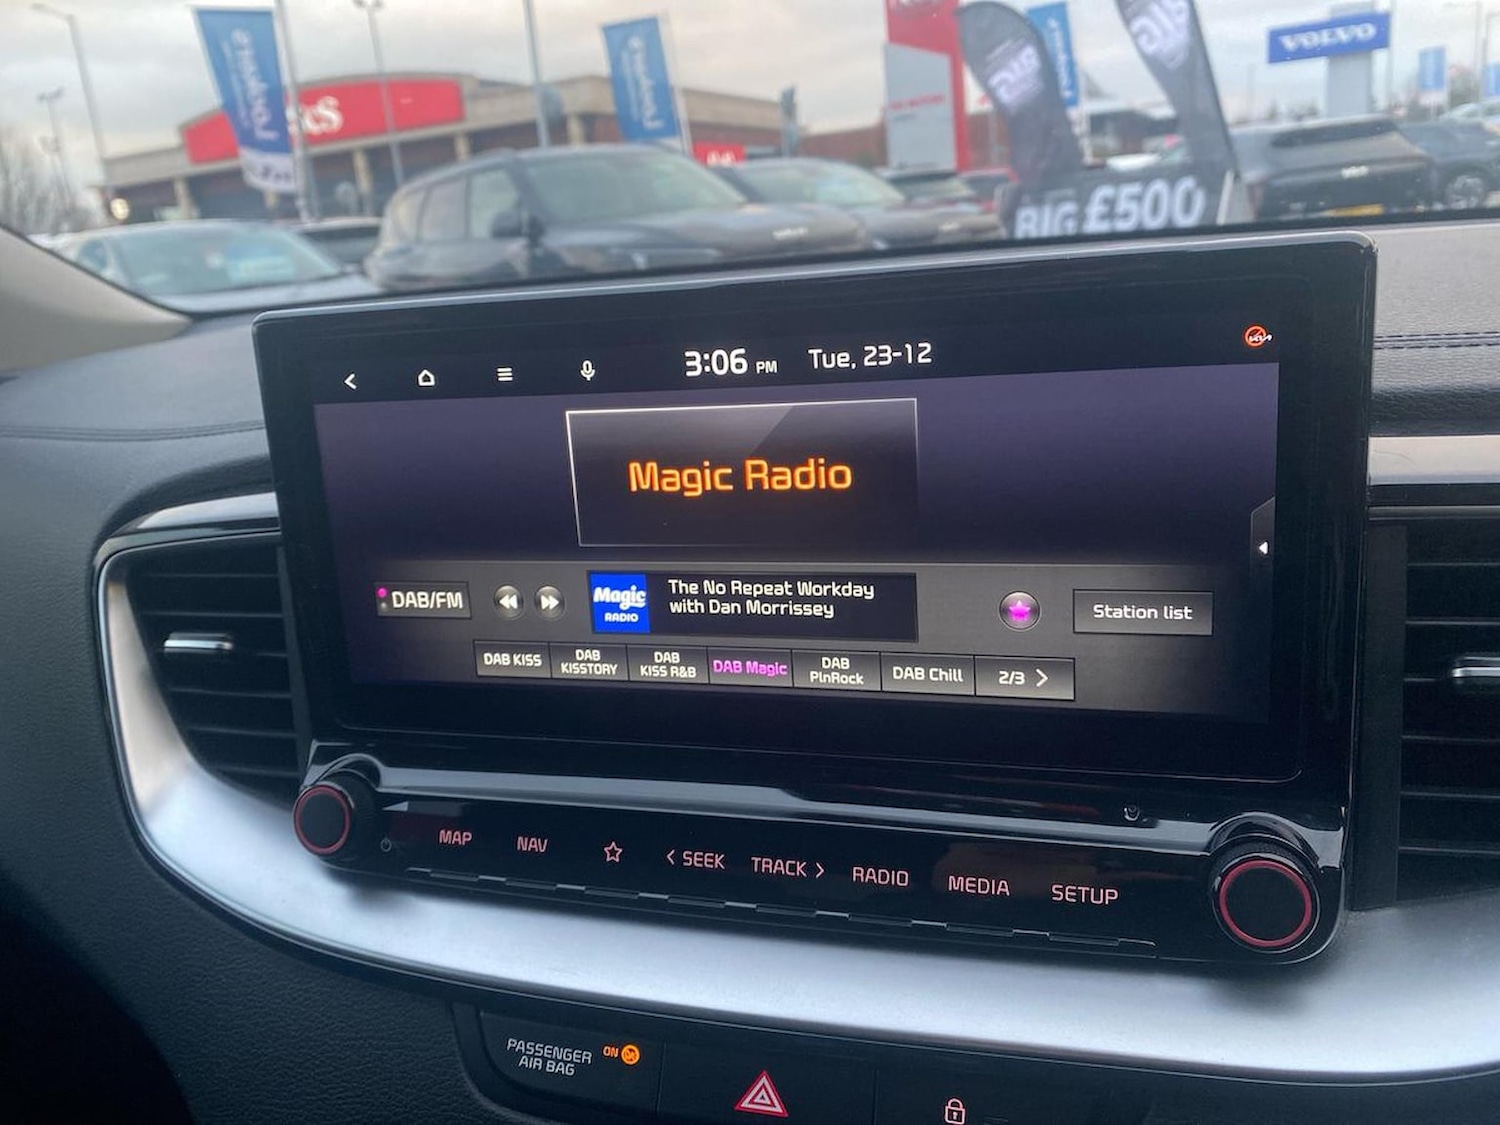 VOLVO
BIG £500
3:06 PM Tue, 23-12
Magic Radio
DAB/FM
Magic
RADIO
The No Repeat Workday
with Dan Morrissey
Station list
DAB KISS
DAB
KISSTORY
DAB
KISS R&B
DAB Magic
DAB
PlnRock
DAB Chill
2/3
MAP
NAV
SEEK
TRACK
RADIO
MEDIA
SETUP
PASSENGER
AIR BAG
ON